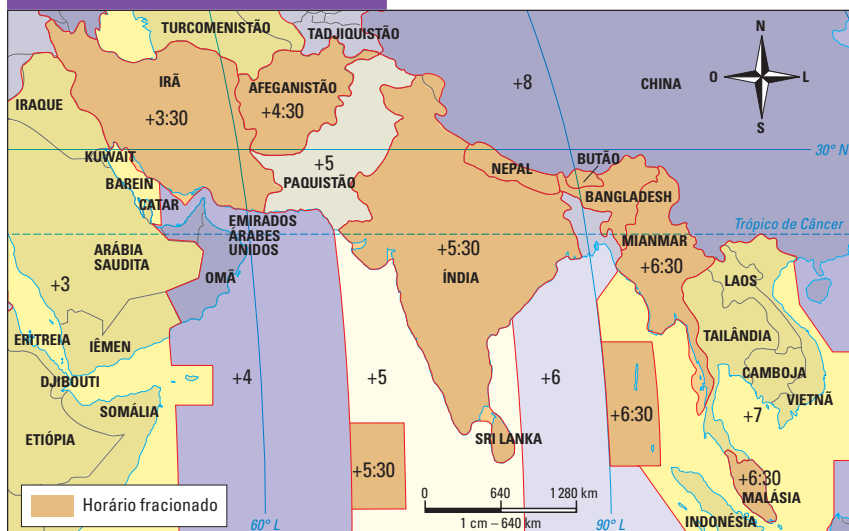 TURCOMENISTÃO
TADJIQUISTÃO
N
O
L
S
IRÃ
+3:30
AFEGANISTÃO
+4:30
+8
CHINA
IRAQUE
30° N
KUWAIT
+5
PAQUISTÃO
NEPAL
BUTÃO
BAREIN
CATAR
BANGLADESH
EMIRADOS
ÁRABES
UNIDOS
Trópico de Câncer
ARÁBIA
SAUDITA
+3
OMÃ
+5:30
ÍNDIA
MIANMAR
+6:30
LAOS
ERITREIA
IÊMEN
TAILÂNDIA
DJIBOUTI
+4
+5
+6
CAMBOJA
VIETNÃ
SOMÁLIA
+6:30
+7
ETIÓPIA
SRI LANKA
+5:30
+6:30
MALÁSIA
Horário fracionado
0 640 1 280 km
1 cm – 640 km
INDONÉSIA
60° L
90° L